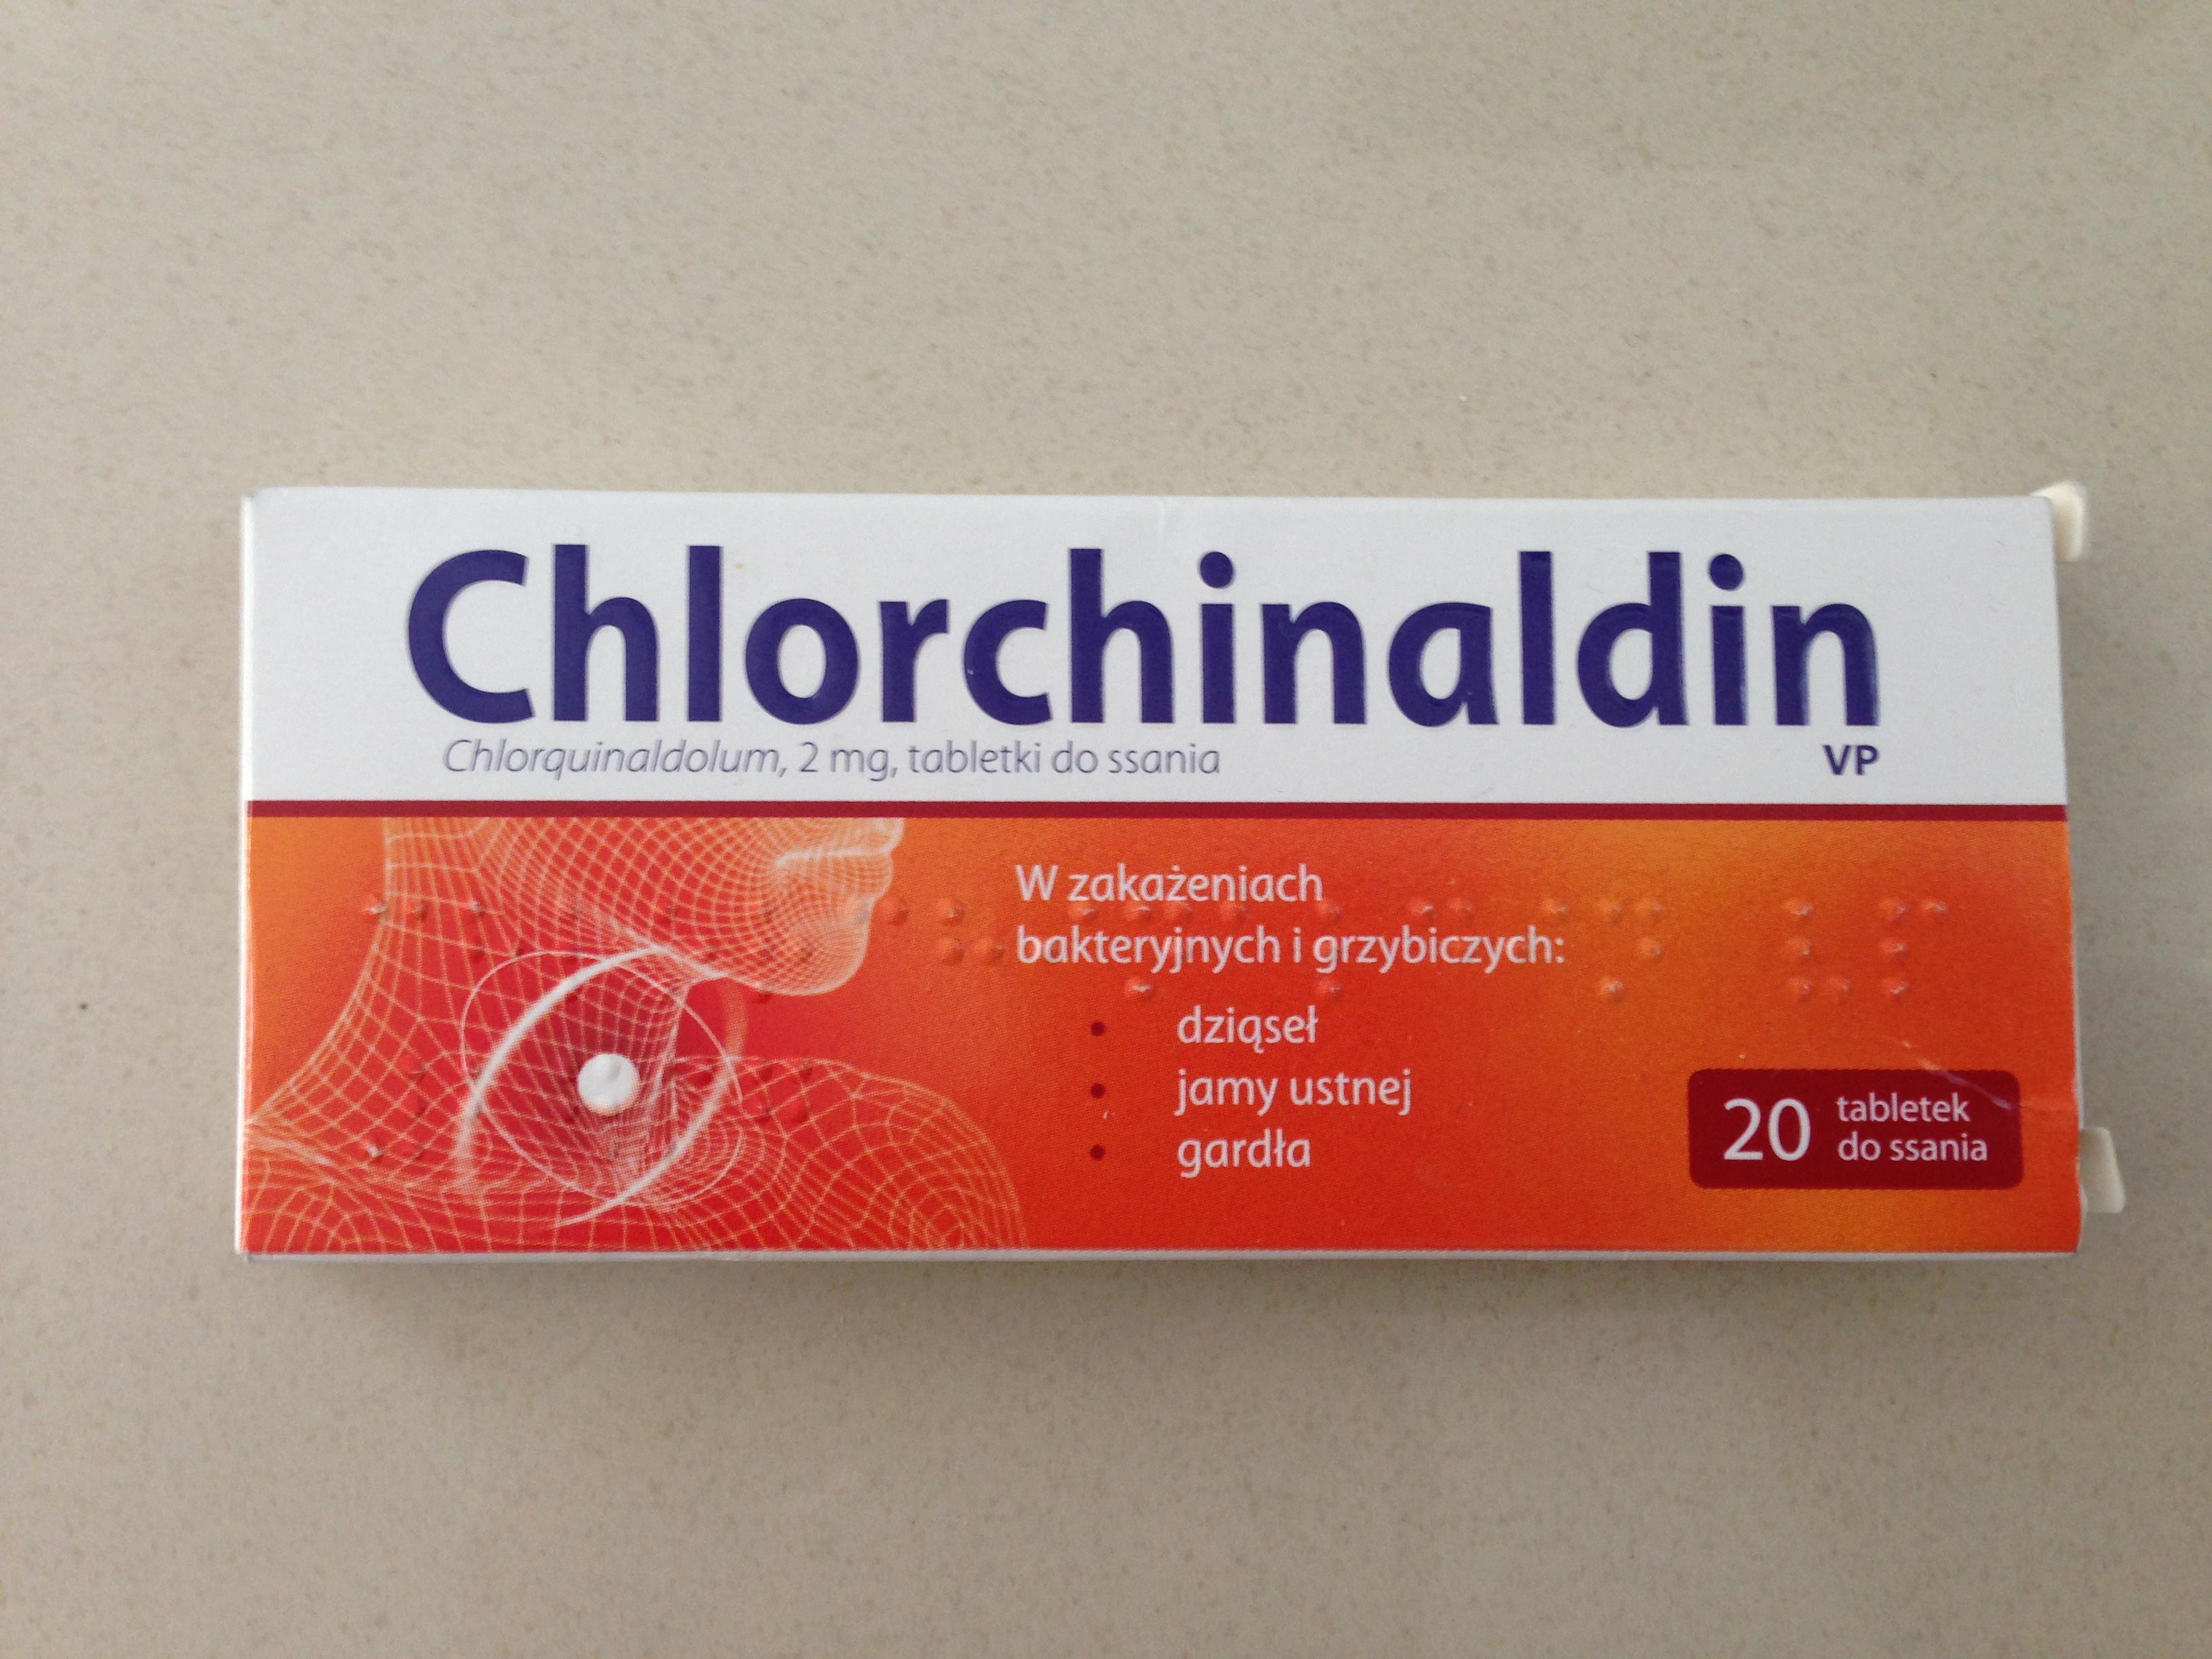 Chlorchinaldin
Chlorquinaldolum, 2 mg, tabletki do ssania
VP
W zakażeniach
bakteryjnych i grzybiczych:
• dziąseł
• jamy ustnej
• gardła
20 tabletek
do ssania